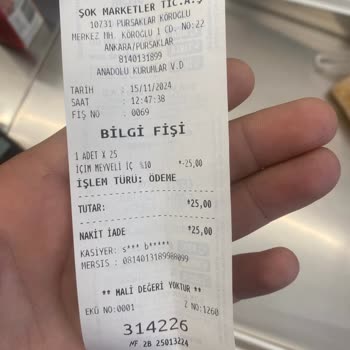 ŞOK MARKETLER TİC.A.Ş
10731 PURSAKLAR KÖROĞLU
MERKEZ MH. KÖROĞLU 1 CD. NO:22
ANKARA/PURSAKLAR
8140131899
ANADOLU KURUMLAR V.D
TARİH : 15/11/2024
SAAT : 12:47:38
FİŞ NO : 0069
BİLGİ FİŞİ
1 ADET X 25
İÇİM MEYVELİ İÇ %10 *-25,00
İŞLEM TÜRÜ: ÖDEME
TUTAR: *25,00
NAKİT İADE *25,00
KASİYER: s*** b*****
MERSIS : 0814013189900099
** MALİ DEĞERİ YOKTUR **
EKÜ NO:0001 Z NO:1260
314226
MF 2B 25013224